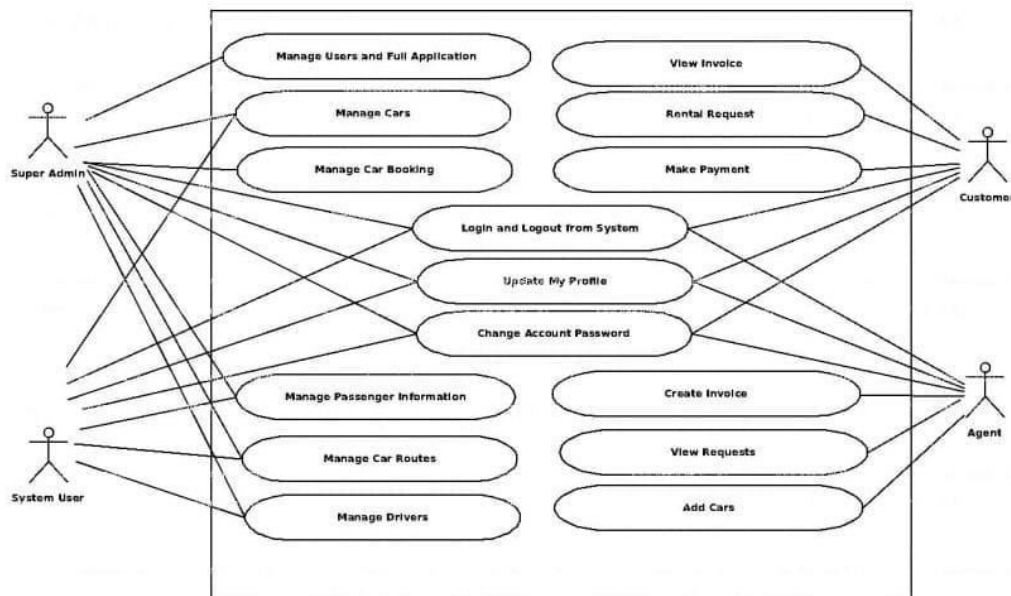 Manage Users and Full Application
View Invoice
Manage Cars
Rental Request
Super Admin
Manage Car Booking
Make Payment
Customer
Login and Logout from System
Update My Profile
Change Account Password
Manage Passenger Information
Create Invoice
Agent
Manage Car Routes
View Requests
System User
Manage Drivers
Add Cars